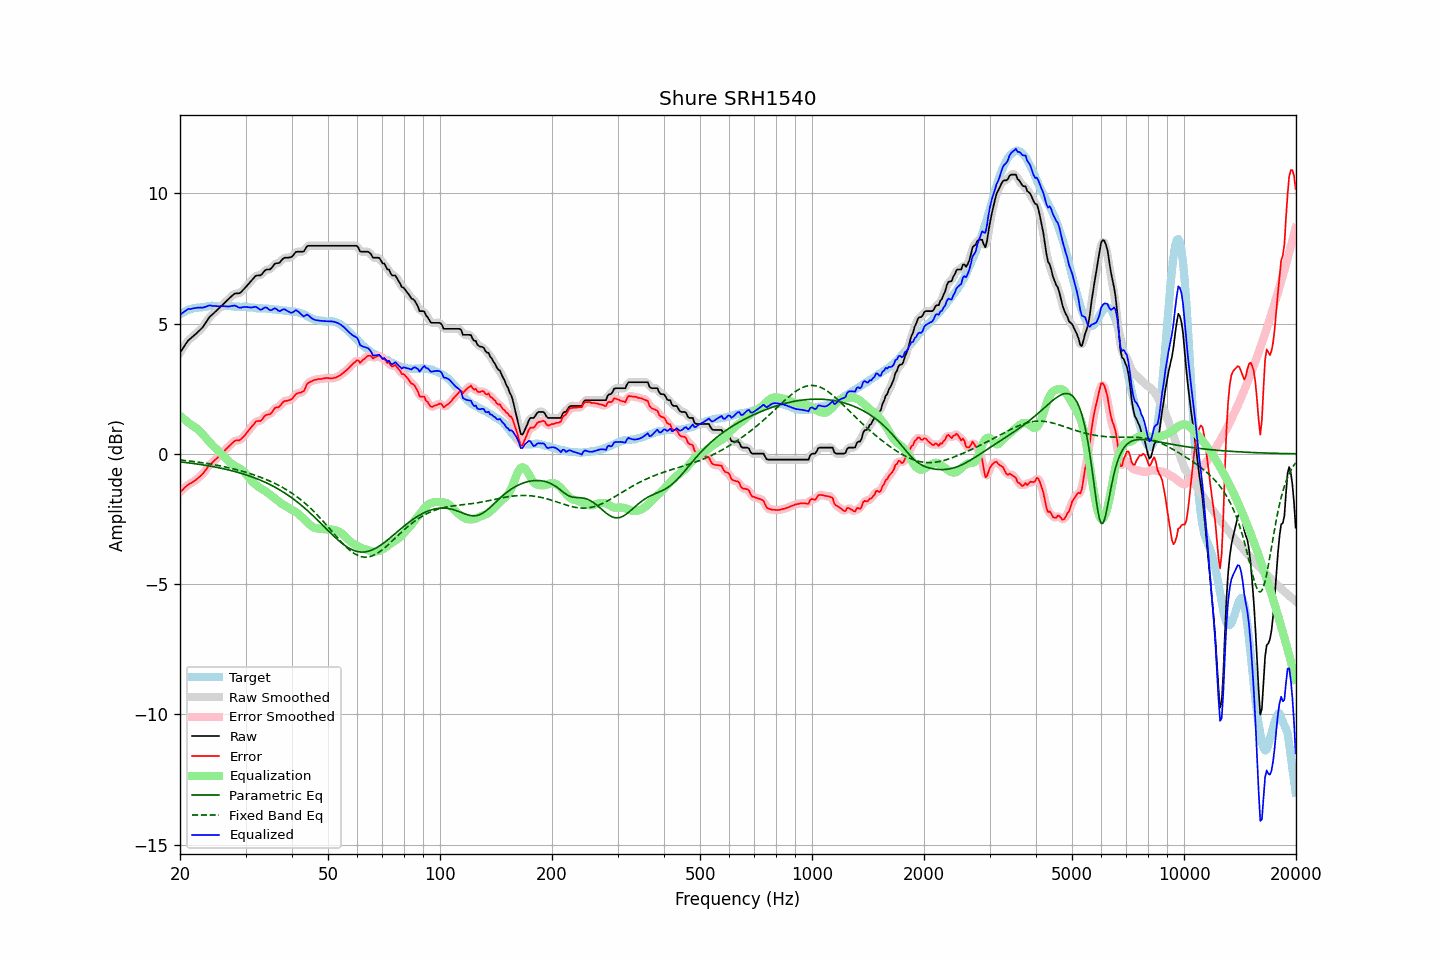 Shure SRH1540
Amplitude (dBr)
10
5
0
−5
−10
−15
Target
Raw Smoothed
Error Smoothed
Raw
Error
Equalization
Parametric Eq
Fixed Band Eq
Equalized
20
50
100
200
500
1000
2000
5000
10000
20000
Frequency (Hz)